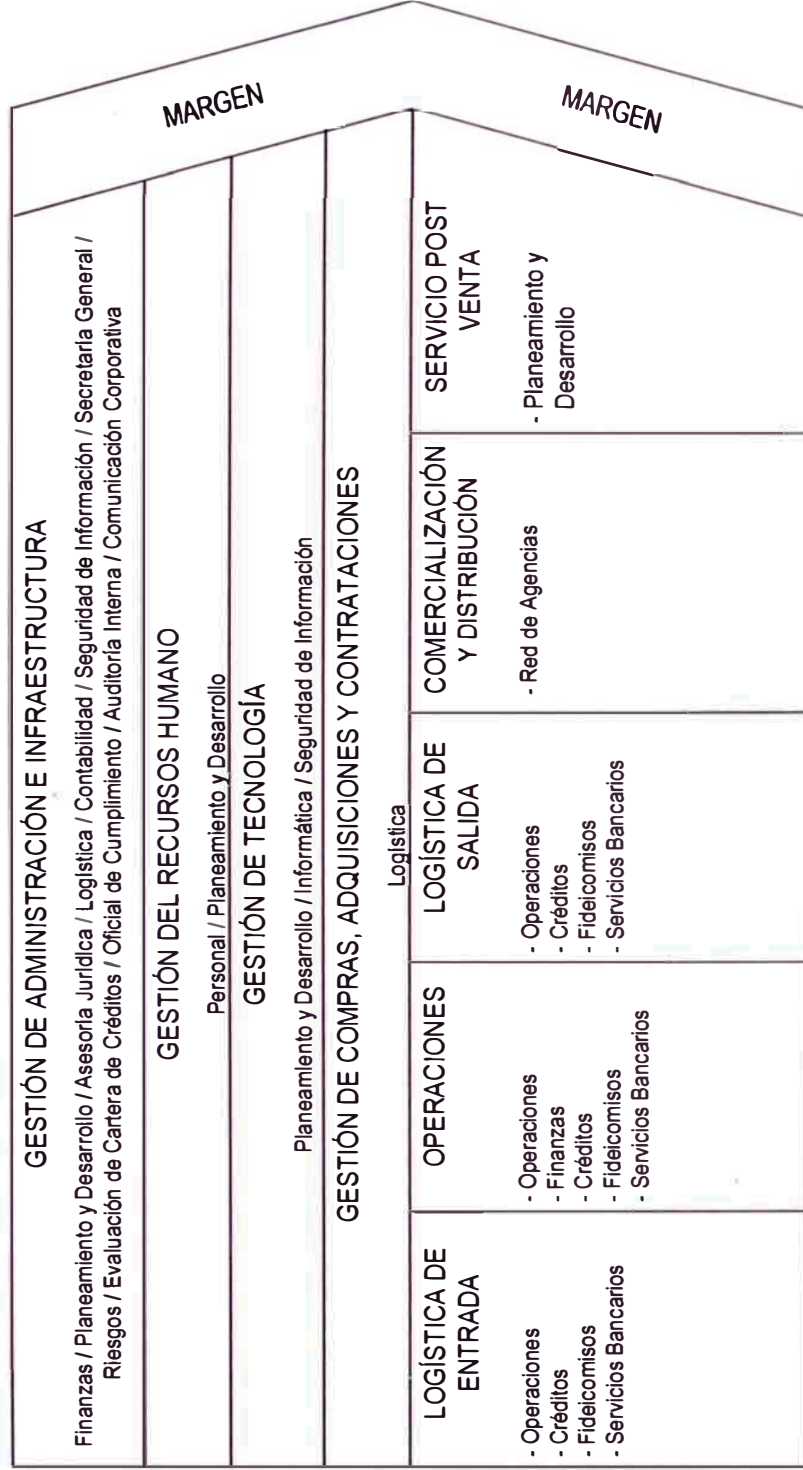 GESTIÓN DE ADMINISTRACIÓN E INFRAESTRUCTURA
Finanzas / Planeamiento y Desarrollo / Asesoría Jurídica / Logística / Contabilidad / Seguridad de Información / Secretaría General /
Riesgos / Evaluación de Cartera de Créditos / Oficial de Cumplimiento / Auditoría Interna / Comunicación Corporativa
GESTIÓN DEL RECURSOS HUMANO
Personal / Planeamiento y Desarrollo
GESTIÓN DE TECNOLOGÍA
Planeamiento y Desarrollo / Informática / Seguridad de Información
GESTIÓN DE COMPRAS, ADQUISICIONES Y CONTRATACIONES
Logística
MARGEN
LOGÍSTICA DE
ENTRADA
- Operaciones
- Créditos
- Fideicomisos
- Servicios Bancarios
OPERACIONES
- Operaciones
- Finanzas
- Créditos
- Fideicomisos
- Servicios Bancarios
LOGÍSTICA DE
SALIDA
- Operaciones
- Créditos
- Fideicomisos
- Servicios Bancarios
COMERCIALIZACIÓN
Y DISTRIBUCIÓN
- Red de Agencias
SERVICIO POST
VENTA
- Planeamiento y
Desarrollo
MARGEN